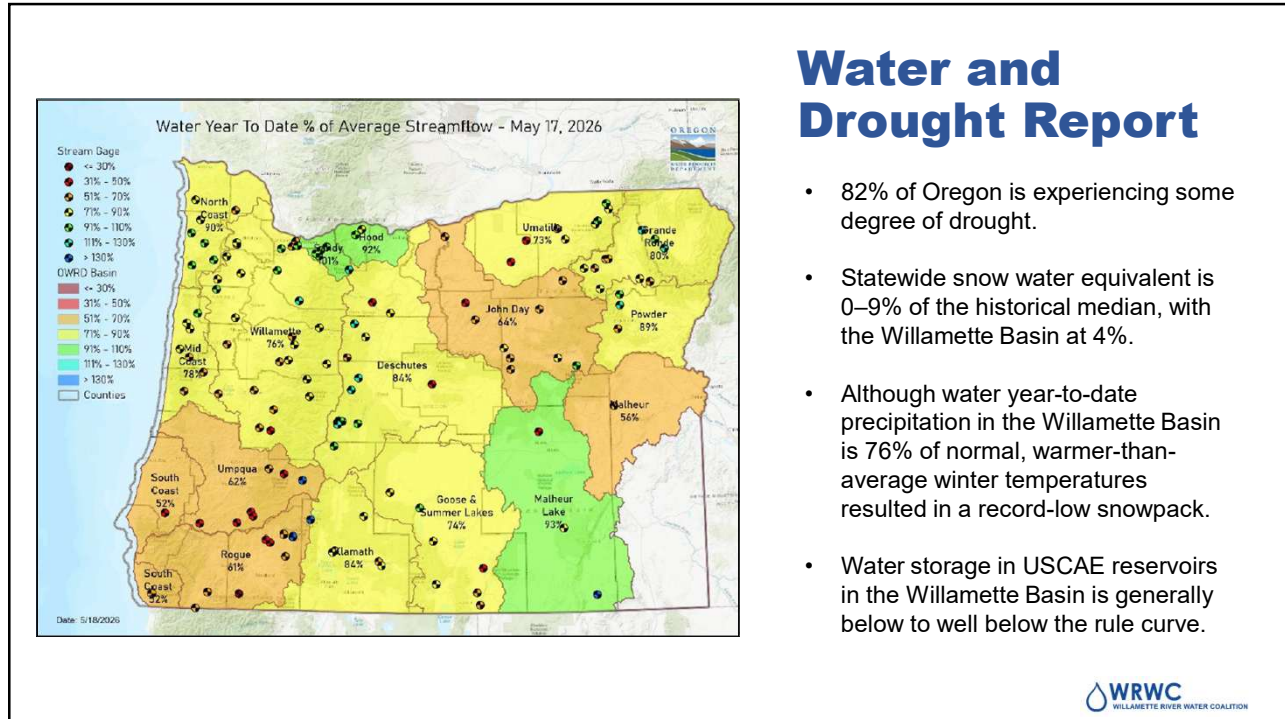 Water and
Drought Report
Water Year To Date % of Average Streamflow - May 17, 2026
OREGON
WATER RESOURCES
DEPARTMENT
Stream Gage
<= 30%
31% - 50%
51% - 70%
71% - 90%
91% - 110%
111% - 130%
> 130%
OWRD Basin
<= 30%
31% - 50%
51% - 70%
71% - 90%
91% - 110%
111% - 130%
> 130%
Counties
North
Coast
90%
Sandy
101%
Hood
92%
Umatilla
73%
Grande
Ronde
80%
Willamette
76%
John Day
64%
Powder
89%
Mid
Coast
78%
Deschutes
84%
Malheur
56%
South
Coast
52%
Umpqua
62%
Goose &
Summer Lakes
74%
Malheur
Lake
93%
Rogue
61%
Klamath
84%
South
Coast
52%
Date: 5/18/2026
• 82% of Oregon is experiencing some
degree of drought.
• Statewide snow water equivalent is
0–9% of the historical median, with
the Willamette Basin at 4%.
• Although water year-to-date
precipitation in the Willamette Basin
is 76% of normal, warmer-than-
average winter temperatures
resulted in a record-low snowpack.
• Water storage in USCAE reservoirs
in the Willamette Basin is generally
below to well below the rule curve.
WRWC
WILLAMETTE RIVER WATER COALITION